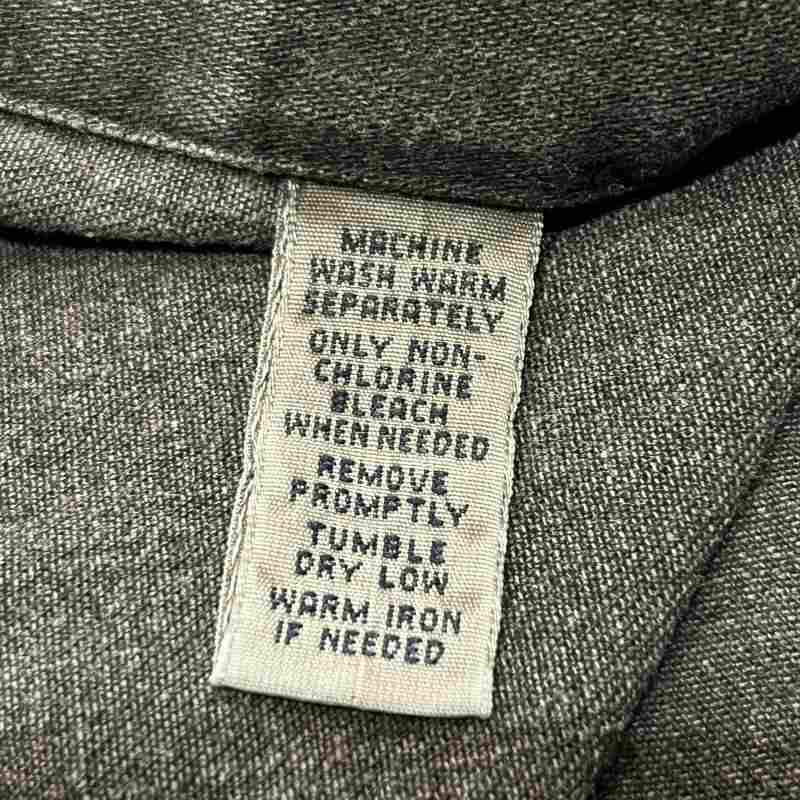 MACHINE
WASH WARM
SEPARATELY
ONLY NON-
CHLORINE
BLEACH
WHEN NEEDED
REMOVE
PROMPTLY
TUMBLE
DRY LOW
WARM IRON
IF NEEDED